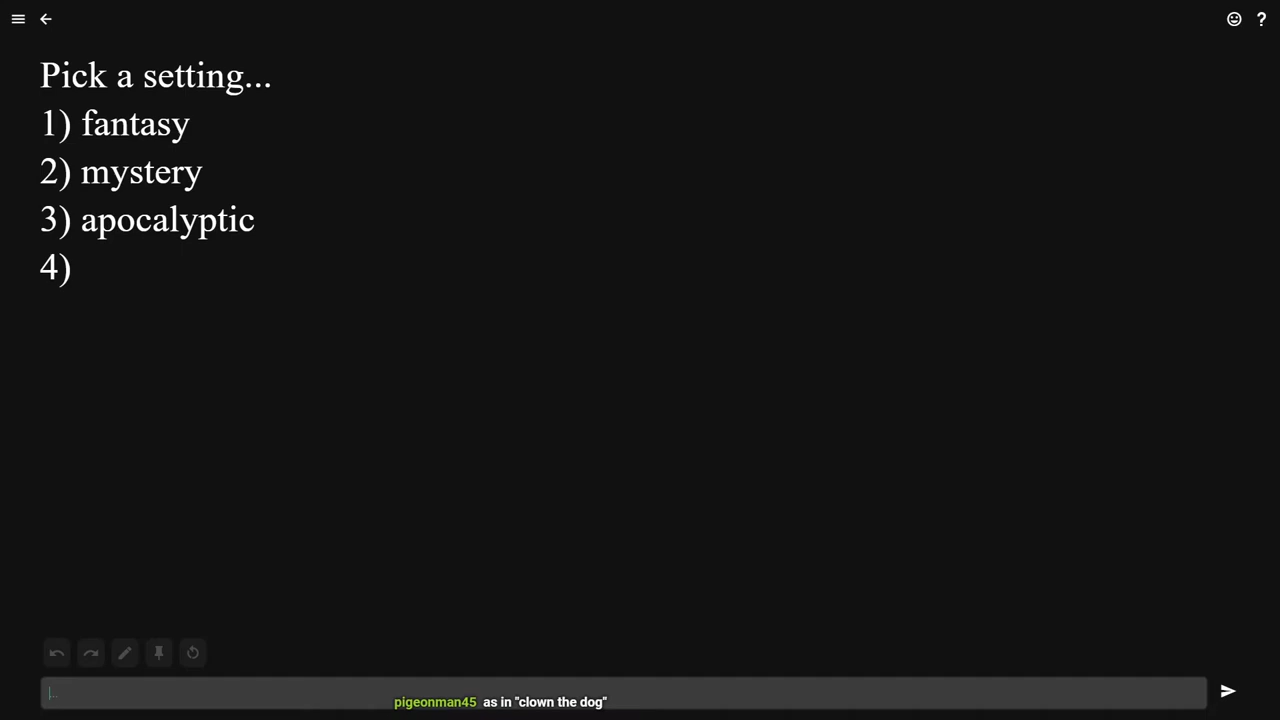 ?
Pick a setting...
1) fantasy
2) mystery
3) apocalyptic
4)
...
pigeonman45 as in "clown the dog"